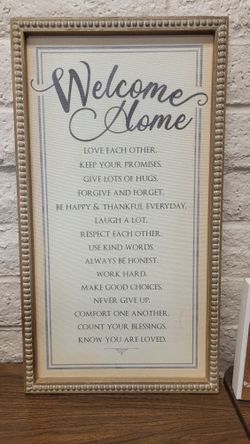 Welcome
Home
LOVE EACH OTHER.
KEEP YOUR PROMISES.
GIVE LOTS OF HUGS.
FORGIVE AND FORGET.
BE HAPPY & THANKFUL EVERYDAY.
LAUGH A LOT.
RESPECT EACH OTHER.
USE KIND WORDS.
ALWAYS BE HONEST.
WORK HARD.
MAKE GOOD CHOICES.
NEVER GIVE UP.
COMFORT ONE ANOTHER.
COUNT YOUR BLESSINGS.
KNOW YOU ARE LOVED.